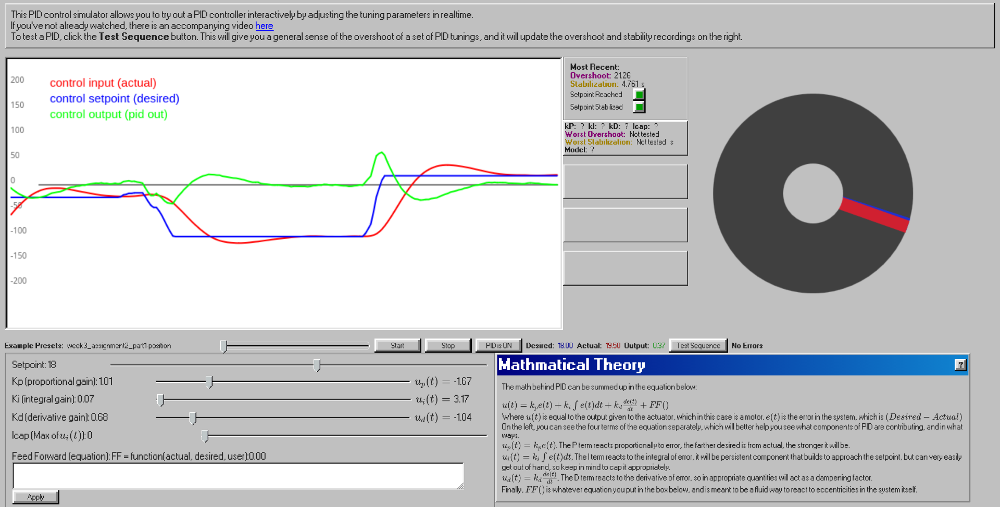 This PID control simulator allows you to try out a PID controller interactively by adjusting the tuning parameters in realtime.
If you've not already watched, there is an accompanying video here
To test a PID, click the Test Sequence button. This will give you a general sense of the overshoot of a set of PID tunings, and it will update the overshoot and stability recordings on the right.
200
150
100
50
0
-50
-100
-150
-200
control input (actual)
control setpoint (desired)
control output (pid out)
Most Recent:
Overshoot: 21.26
Stabilization: 4.761 s
Setpoint Reached
Setpoint Stabilized
kP: ? kI: ? kD: ? Icap: ?
Worst Overshoot: Not tested
Worst Stabilization: Not tested s
Model: ?
Example Presets: week3_assignment2_part1-position
Start
Stop
PID is ON
Desired: 18.00 Actual: 19.50 Output: 0.37
Test Sequence
No Errors
Setpoint: 18
Kp (proportional gain): 1.01
u_p(t) = -1.67
Ki (integral gain): 0.07
u_i(t) = 3.17
Kd (derivative gain): 0.68
u_d(t) = -1.04
Icap (Max of u_i(t)): 0
Feed Forward (equation): FF = function(actual, desired, user):0.00
Apply
Mathmatical Theory
?
The math behind PID can be summed up in the equation below:
u(t) = k_p e(t) + k_i ∫ e(t)dt + k_d de(t)/dt + FF()
Where u(t) is equal to the output given to the actuator, which in this case is a motor. e(t) is the error in the system, which is (Desired − Actual)
On the left, you can see the four terms of the equation separately, which will better help you see what components of PID are contributing, and in what
ways.
u_p(t) = k_p e(t). The P term reacts proportionally to error, the farther desired is from actual, the stronger it will be.
u_i(t) = k_i ∫ e(t)dt, The I term reacts to the integral of error, it will be persistent component that builds to approach the setpoint, but can very easily
get out of hand, so keep in mind to cap it appropriately.
u_d(t) = k_d de(t)/dt, The D term reacts to the derivative of error, so in appropriate quantities will act as a dampening factor.
Finally, FF() is whatever equation you put in the box below, and is meant to be a fluid way to react to eccentricities in the system itself.